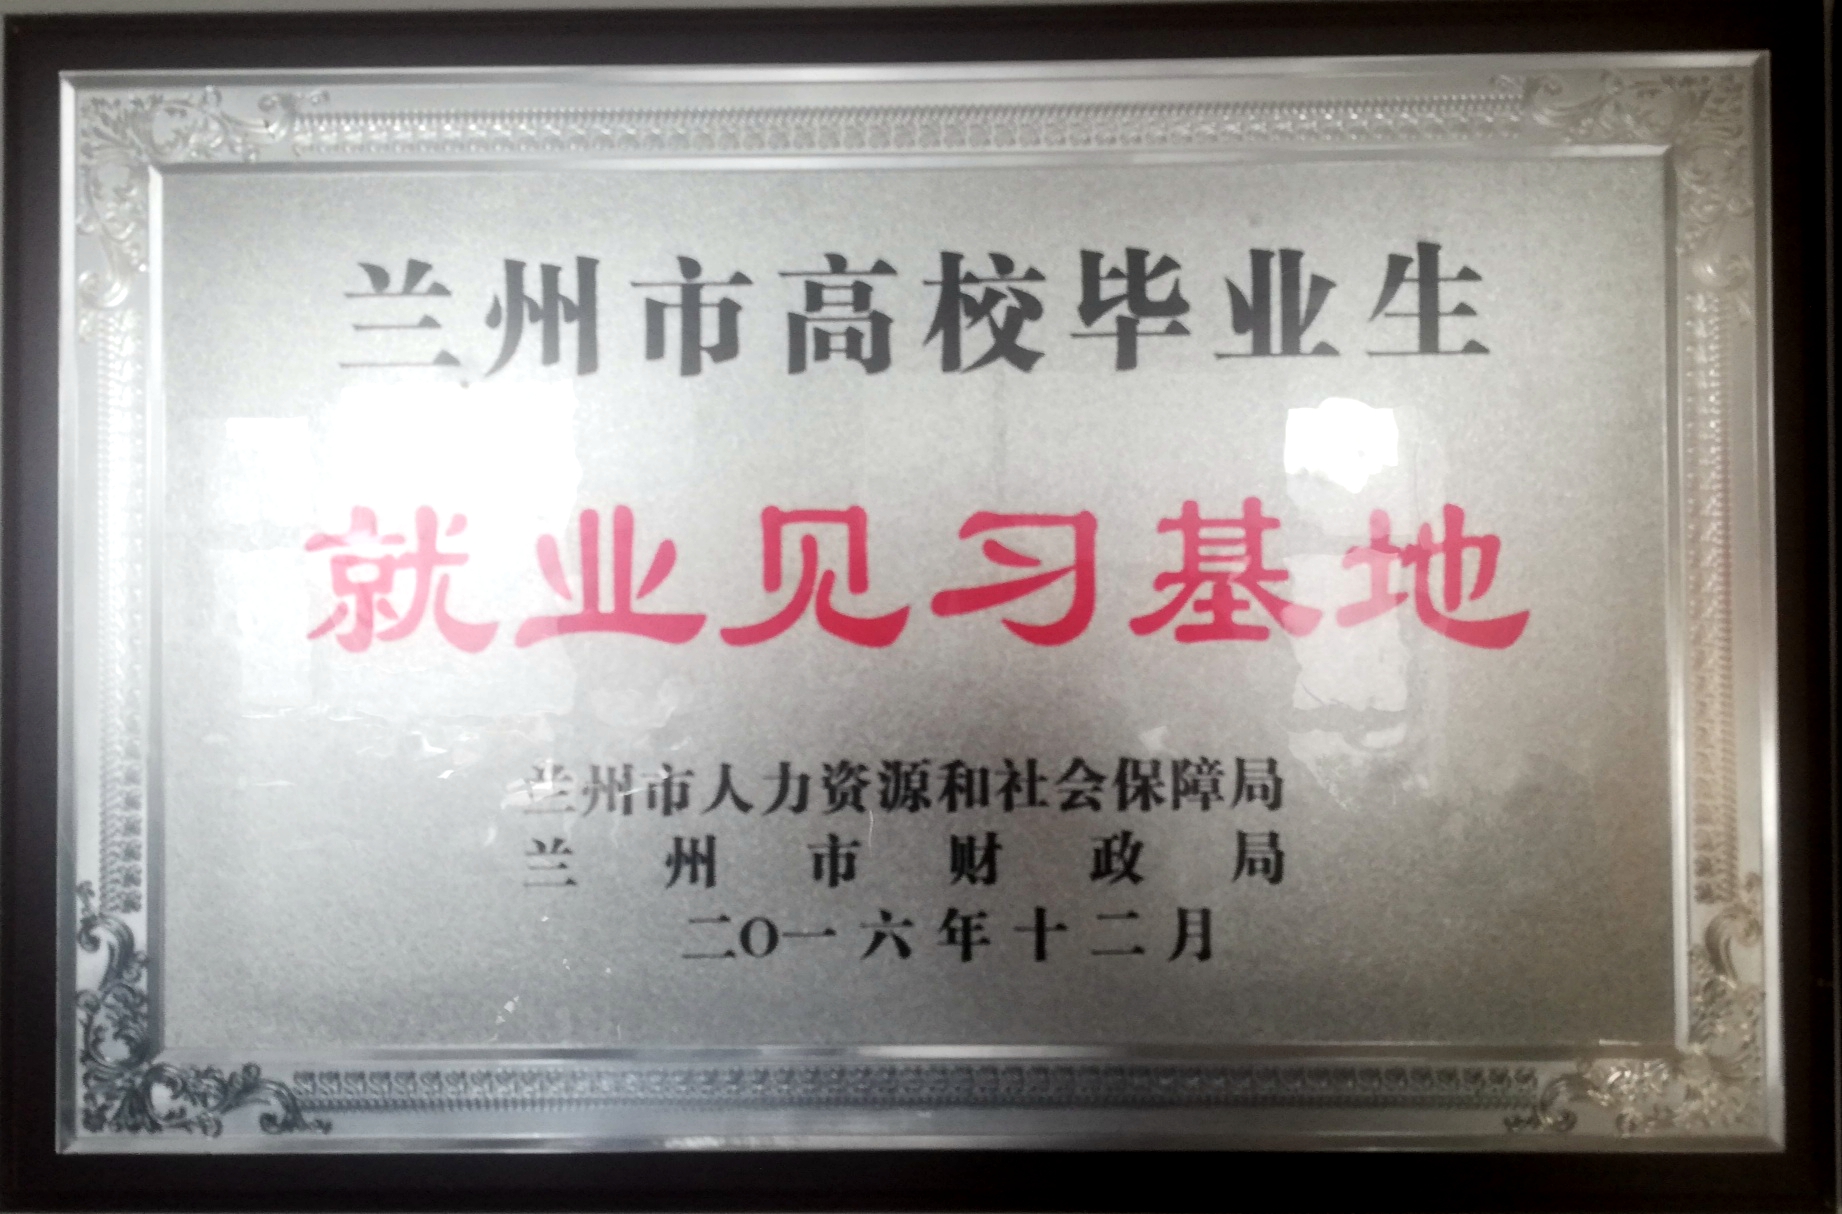 兰州市高校毕业生
就业见习基地
兰州市人力资源和社会保障局
兰州市财政局
二〇一六年十二月